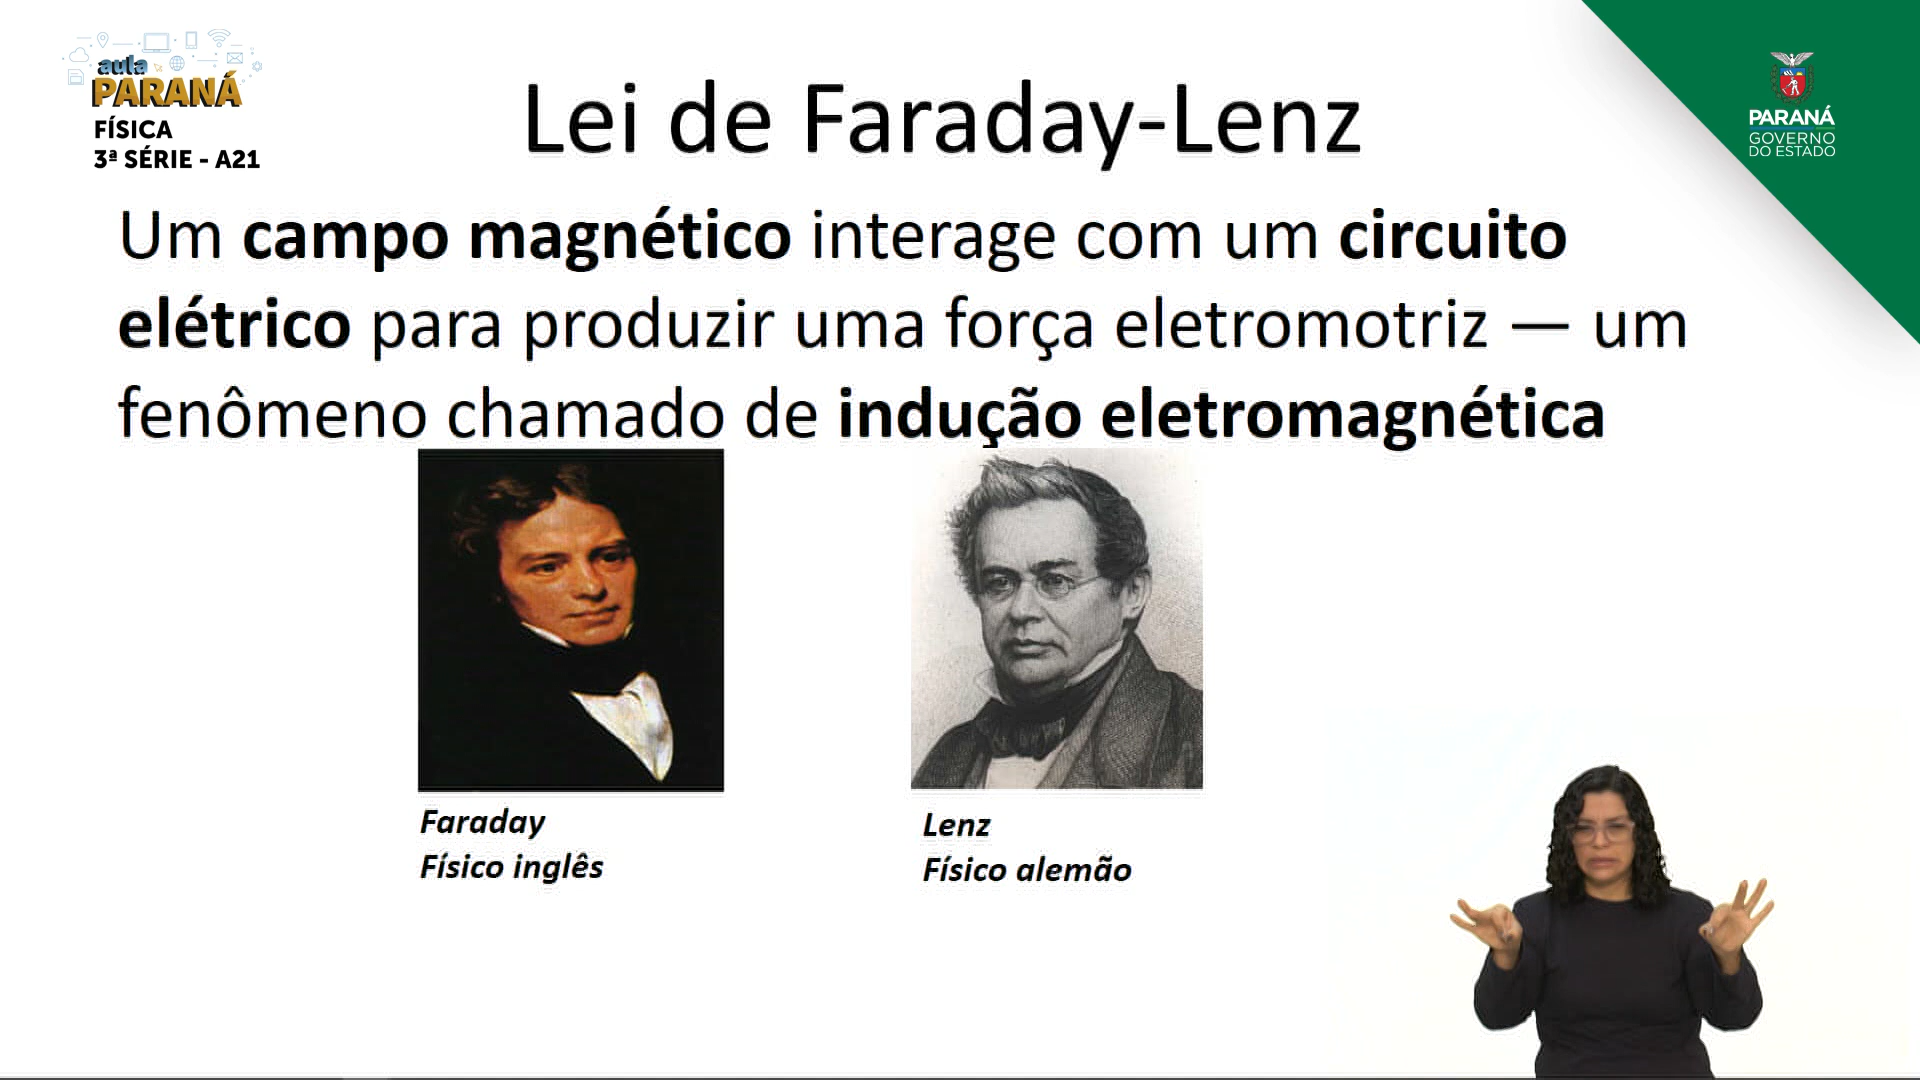 aula
PARANÁ
FÍSICA
3ª SÉRIE - A21
Lei de Faraday-Lenz
PARANÁ
GOVERNO
DO ESTADO
Um campo magnético interage com um circuito
elétrico para produzir uma força eletromotriz — um
fenômeno chamado de indução eletromagnética
Faraday
Físico inglês
Lenz
Físico alemão